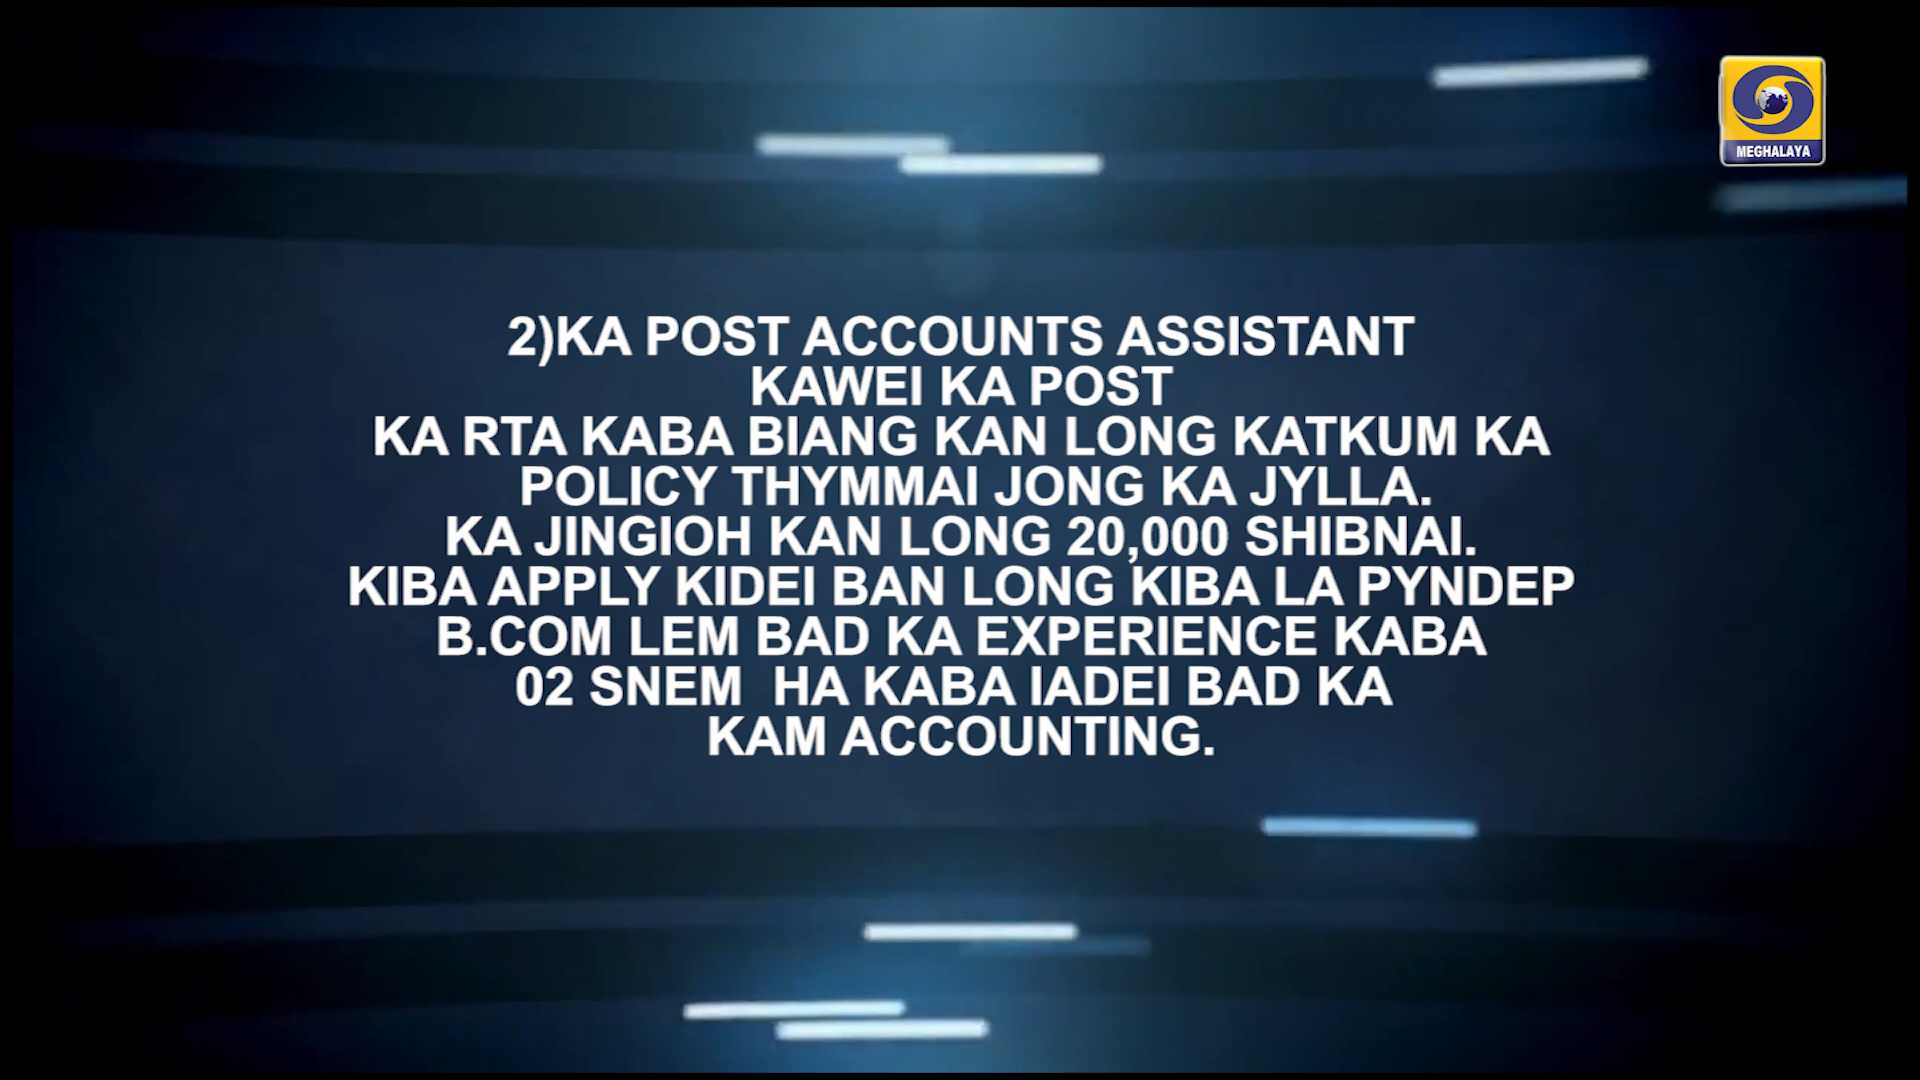 MEGHALAYA
2)KA POST ACCOUNTS ASSISTANT
KAWEI KA POST
KA RTA KABA BIANG KAN LONG KATKUM KA
POLICY THYMMAI JONG KA JYLLA.
KA JINGIOH KAN LONG 20,000 SHIBNAI.
KIBA APPLY KIDEI BAN LONG KIBA LA PYNDEP
B.COM LEM BAD KA EXPERIENCE KABA
02 SNEM  HA KABA IADEI BAD KA
KAM ACCOUNTING.